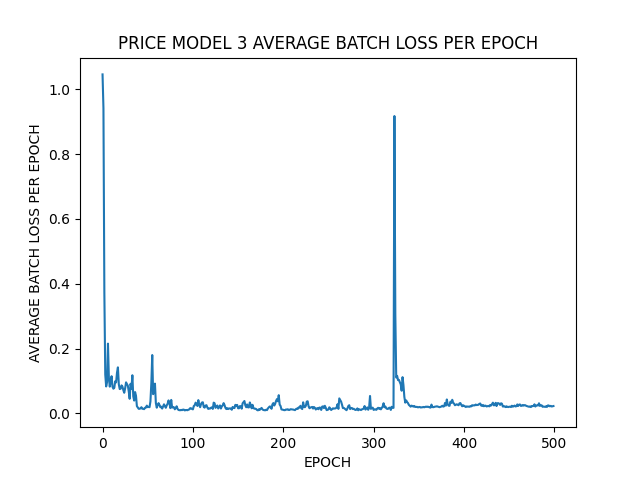 PRICE MODEL 3 AVERAGE BATCH LOSS PER EPOCH
AVERAGE BATCH LOSS PER EPOCH
1.0
0.8
0.6
0.4
0.2
0.0
0 100 200 300 400 500
EPOCH